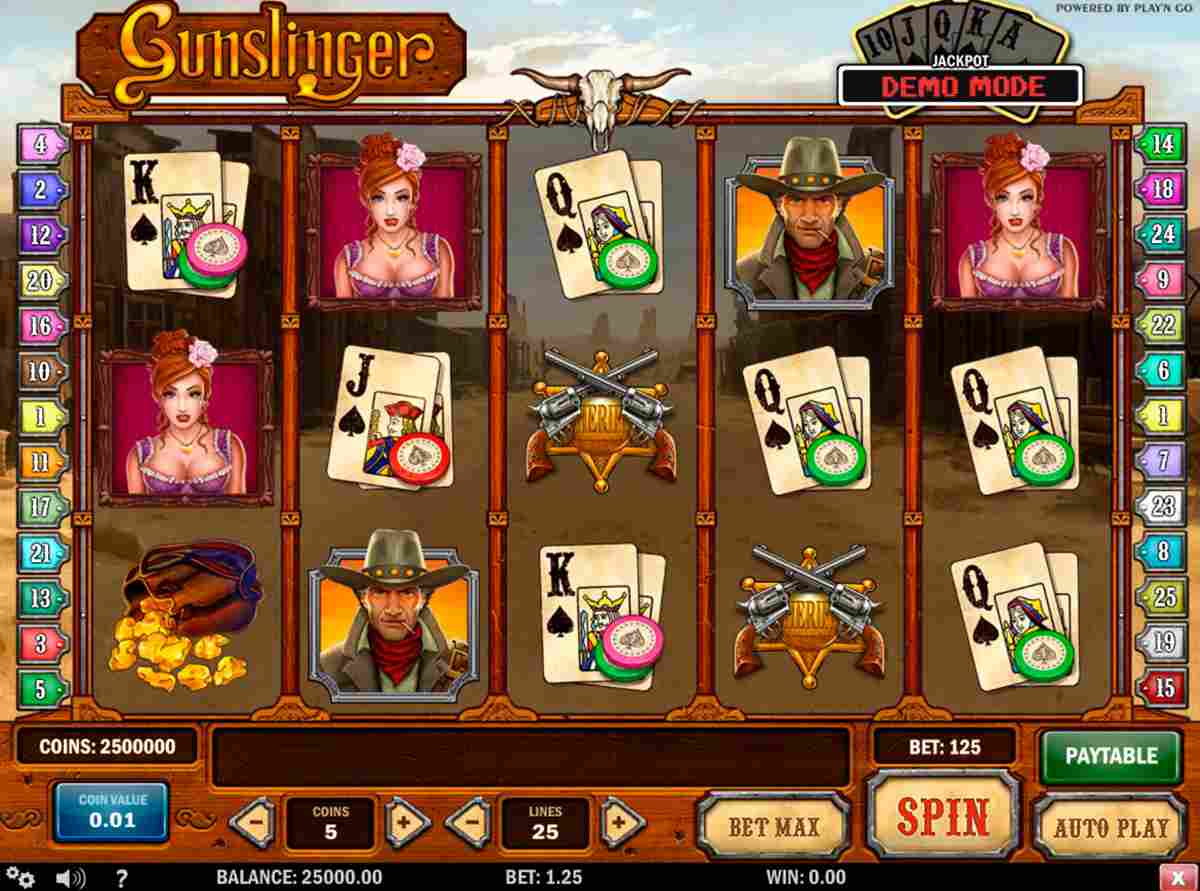 POWERED BY PLAY'N GO
Gunslinger
10 J Q K A
JACKPOT
DEMO MODE
4
2
12
20
16
10
1
11
17
21
13
3
5
K
Q
J
Q
Q
K
Q
14
18
24
9
22
6
1
7
23
8
25
19
15
COINS: 2500000
BET: 125
PAYTABLE
COIN VALUE
0.01
COINS
5
LINES
25
- + - +
BET MAX
SPIN
AUTO PLAY
?
BALANCE: 25000.00
BET: 1.25
WIN: 0.00
X